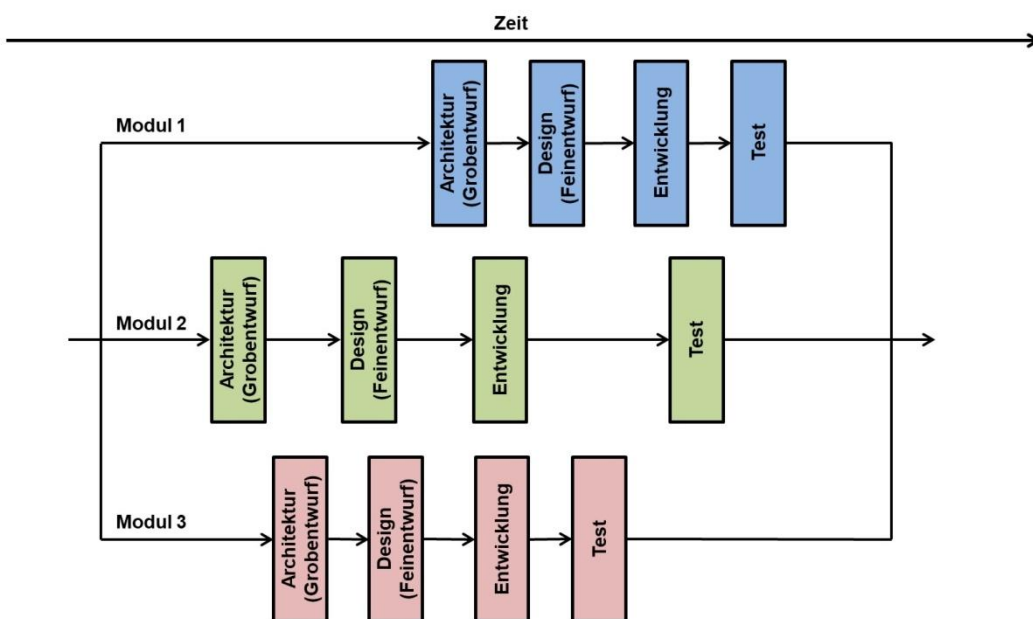 Zeit
Modul 1
Architektur
(Grobentwurf)
Design
(Feinentwurf)
Entwicklung
Test
Modul 2
Architektur
(Grobentwurf)
Design
(Feinentwurf)
Entwicklung
Test
Modul 3
Architektur
(Grobentwurf)
Design
(Feinentwurf)
Entwicklung
Test